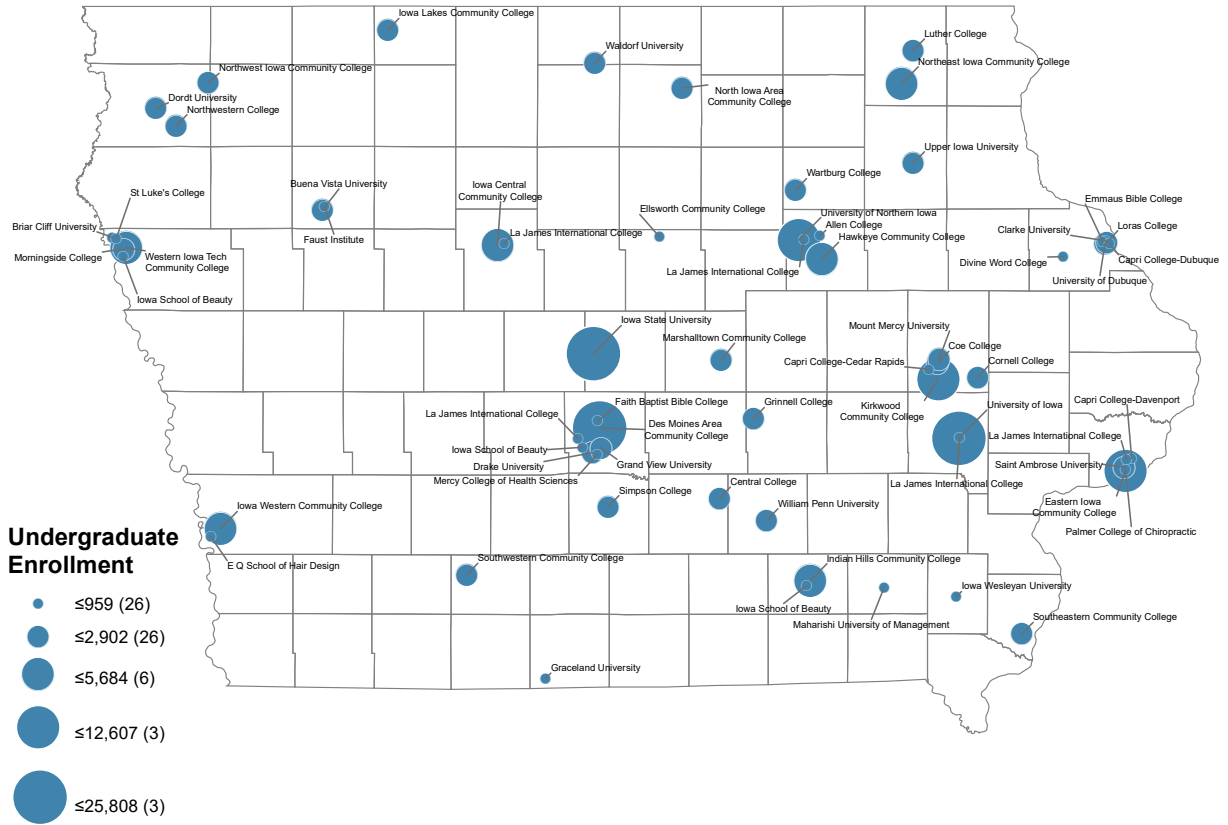 Iowa Lakes Community College
Waldorf University
Luther College
Northeast Iowa Community College
Northwest Iowa Community College
Dordt University
Northwestern College
North Iowa Area
Community College
Upper Iowa University
Wartburg College
St Luke's College
Buena Vista University
Iowa Central
Community College
Ellsworth Community College
Emmaus Bible College
Briar Cliff University
Faust Institute
La James International College
University of Northern Iowa
Allen College
Hawkeye Community College
Clarke University
Loras College
Morningside College
Western Iowa Tech
Community College
La James International College
Divine Word College
Capri College-Dubuque
University of Dubuque
Iowa School of Beauty
Iowa State University
Marshalltown Community College
Mount Mercy University
Coe College
Capri College-Cedar Rapids
Cornell College
Kirkwood
Community College
Faith Baptist Bible College
La James International College
Des Moines Area
Community College
Grinnell College
University of Iowa
Capri College-Davenport
La James International College
Iowa School of Beauty
Drake University
Grand View University
Mercy College of Health Sciences
Saint Ambrose University
La James International College
Simpson College
Central College
William Penn University
Eastern Iowa
Community College
Palmer College of Chiropractic
Iowa Western Community College
E Q School of Hair Design
Southwestern Community College
Indian Hills Community College
Iowa School of Beauty
Maharishi University of Management
Iowa Wesleyan University
Southeastern Community College
Graceland University
Undergraduate
Enrollment
≤959 (26)
≤2,902 (26)
≤5,684 (6)
≤12,607 (3)
≤25,808 (3)